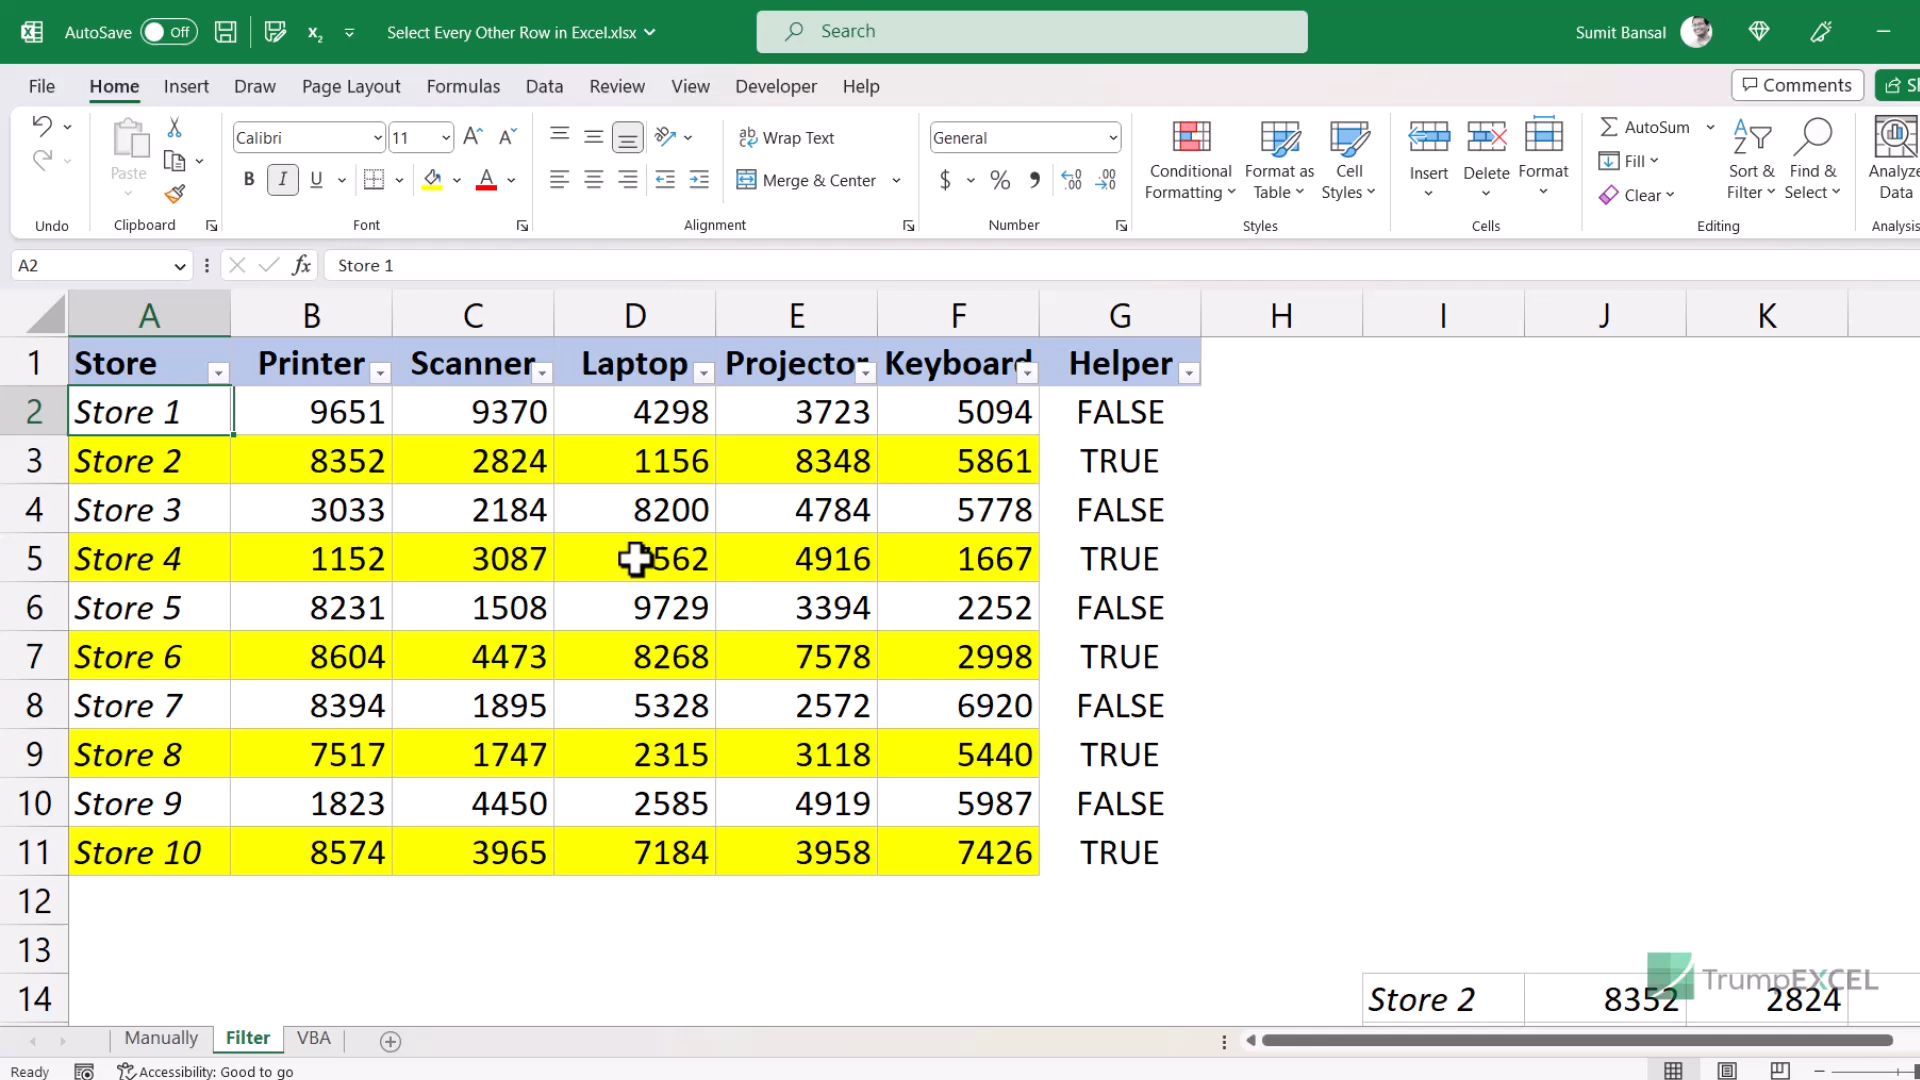 AutoSave Off x₂ Select Every Other Row in Excel.xlsx Search Sumit Bansal
File Home Insert Draw Page Layout Formulas Data Review View Developer Help Comments
Calibri 11 Wrap Text General
Paste B I U Merge & Center $ % Conditional Formatting Format as Table Cell Styles Insert Delete Format AutoSum Fill Clear Sort & Filter Find & Select Analyze Data
Undo Clipboard Font Alignment Number Styles Cells Editing Analysis
A2 fx Store 1
A B C D E F G H I J K
1 Store Printer Scanner Laptop Projector Keyboard Helper
2 Store 1 9651 9370 4298 3723 5094 FALSE
3 Store 2 8352 2824 1156 8348 5861 TRUE
4 Store 3 3033 2184 8200 4784 5778 FALSE
5 Store 4 1152 3087 562 4916 1667 TRUE
6 Store 5 8231 1508 9729 3394 2252 FALSE
7 Store 6 8604 4473 8268 7578 2998 TRUE
8 Store 7 8394 1895 5328 2572 6920 FALSE
9 Store 8 7517 1747 2315 3118 5440 TRUE
10 Store 9 1823 4450 2585 4919 5987 FALSE
11 Store 10 8574 3965 7184 3958 7426 TRUE
12
13
TrumpEXCEL
14 Store 2 8352 2824
Manually Filter VBA
Ready Accessibility: Good to go